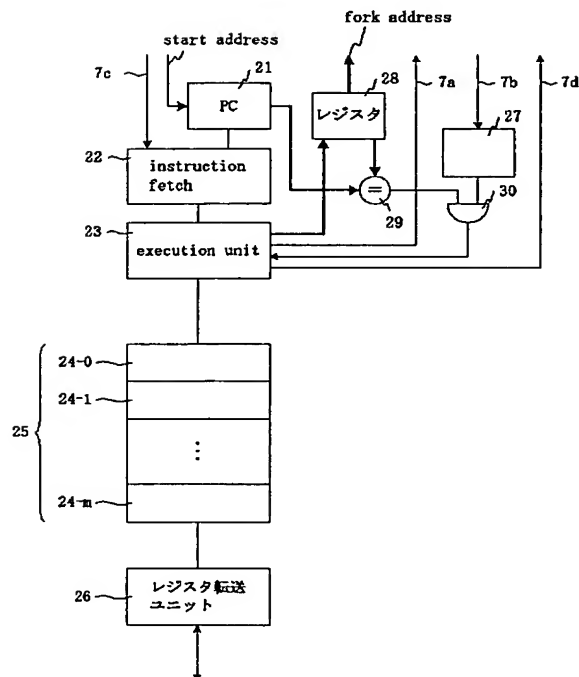 fork address
start address
7c
21
28
7a
7b
7d
PC
レジスタ
27
22
instruction
fetch
=
30
29
23
execution unit
24-0
24-1
25
⋮
24-m
26
レジスタ転送
ユニット